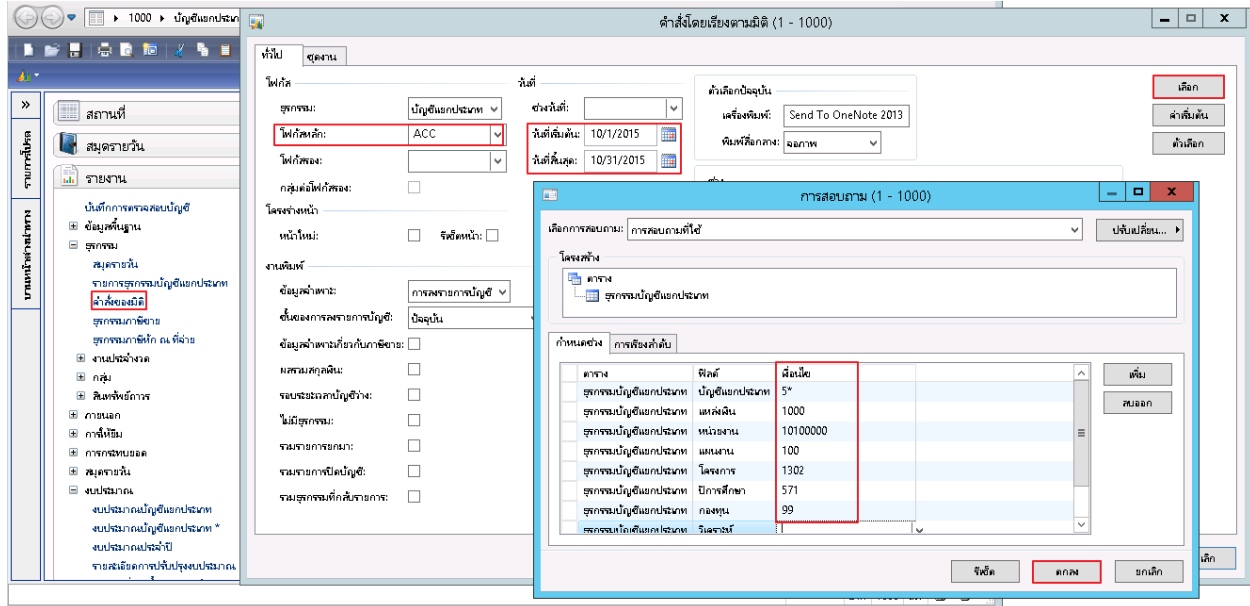 1000 ▸ บัญชีแยกประเภท
สถานที่
สมุดรายวัน
รายงาน
บันทึกการตรวจสอบบัญชี
ข้อมูลพื้นฐาน
ธุรกรรม
สมุดรายวัน
รายการธุรกรรมบัญชีแยกประเภท
คำสั่งของมิติ
ธุรกรรมภาษีขาย
ธุรกรรมภาษีหัก ณ ที่จ่าย
งานประจำงวด
กลุ่ม
สินทรัพย์ถาวร
ภายนอก
การให้ยืม
การกระทบยอด
สมุดรายวัน
งบประมาณ
งบประมาณบัญชีแยกประเภท
งบประมาณบัญชีแยกประเภท *
งบประมาณประจำปี
รายละเอียดการปรับปรุงงบประมาณ
รายการโปรด
คำสั่งโดยเรียงตามมิติ (1 - 1000)
ทั่วไป
ชุดงาน
โฟกัส
ธุรกรรม: บัญชีแยกประเภท
โฟกัสหลัก: ACC
โฟกัสรอง:
กลุ่มต่อโฟกัสรอง:
โครงร่างหน้า
หน้าใหม่: รีเซ็ตหน้า:
งานพิมพ์
ข้อมูลจำเพาะ: การลงรายการบัญชี
ชั้นของการลงรายการบัญชี: ปัจจุบัน
ข้อมูลจำเพาะเกี่ยวกับภาษีขาย:
ผลรวมสกุลเงิน:
รอบระยะเวลาบัญชีว่าง:
ไม่มีธุรกรรม:
รวมรายการยกมา:
รวมรายการปิดบัญชี:
รวมธุรกรรมที่กลับรายการ:
วันที่
ช่วงวันที่:
วันที่เริ่มต้น: 10/1/2015
วันที่สิ้นสุด: 10/31/2015
ตัวเลือกปัจจุบัน
เครื่องพิมพ์: Send To OneNote 2013
พิมพ์สื่อกลาง: จอภาพ
เลือก
ค่าเริ่มต้น
ตัวเลือก
การสอบถาม (1 - 1000)
เลือกการสอบถาม: การสอบถามที่ใช้
ปรับเปลี่ยน...
โครงสร้าง
ตาราง
ธุรกรรมบัญชีแยกประเภท
กำหนดช่วง
การเรียงลำดับ
ตาราง ฟิลด์ เงื่อนไข
ธุรกรรมบัญชีแยกประเภท บัญชีแยกประเภท 5*
ธุรกรรมบัญชีแยกประเภท แหล่งเงิน 1000
ธุรกรรมบัญชีแยกประเภท หน่วยงาน 10100000
ธุรกรรมบัญชีแยกประเภท แผนงาน 100
ธุรกรรมบัญชีแยกประเภท โครงการ 1302
ธุรกรรมบัญชีแยกประเภท ปีการศึกษา 571
ธุรกรรมบัญชีแยกประเภท กองทุน 99
ธุรกรรมบัญชีแยกประเภท วิเคราะห์
เพิ่ม
ลบออก
รีเซ็ต
ตกลง
ยกเลิก